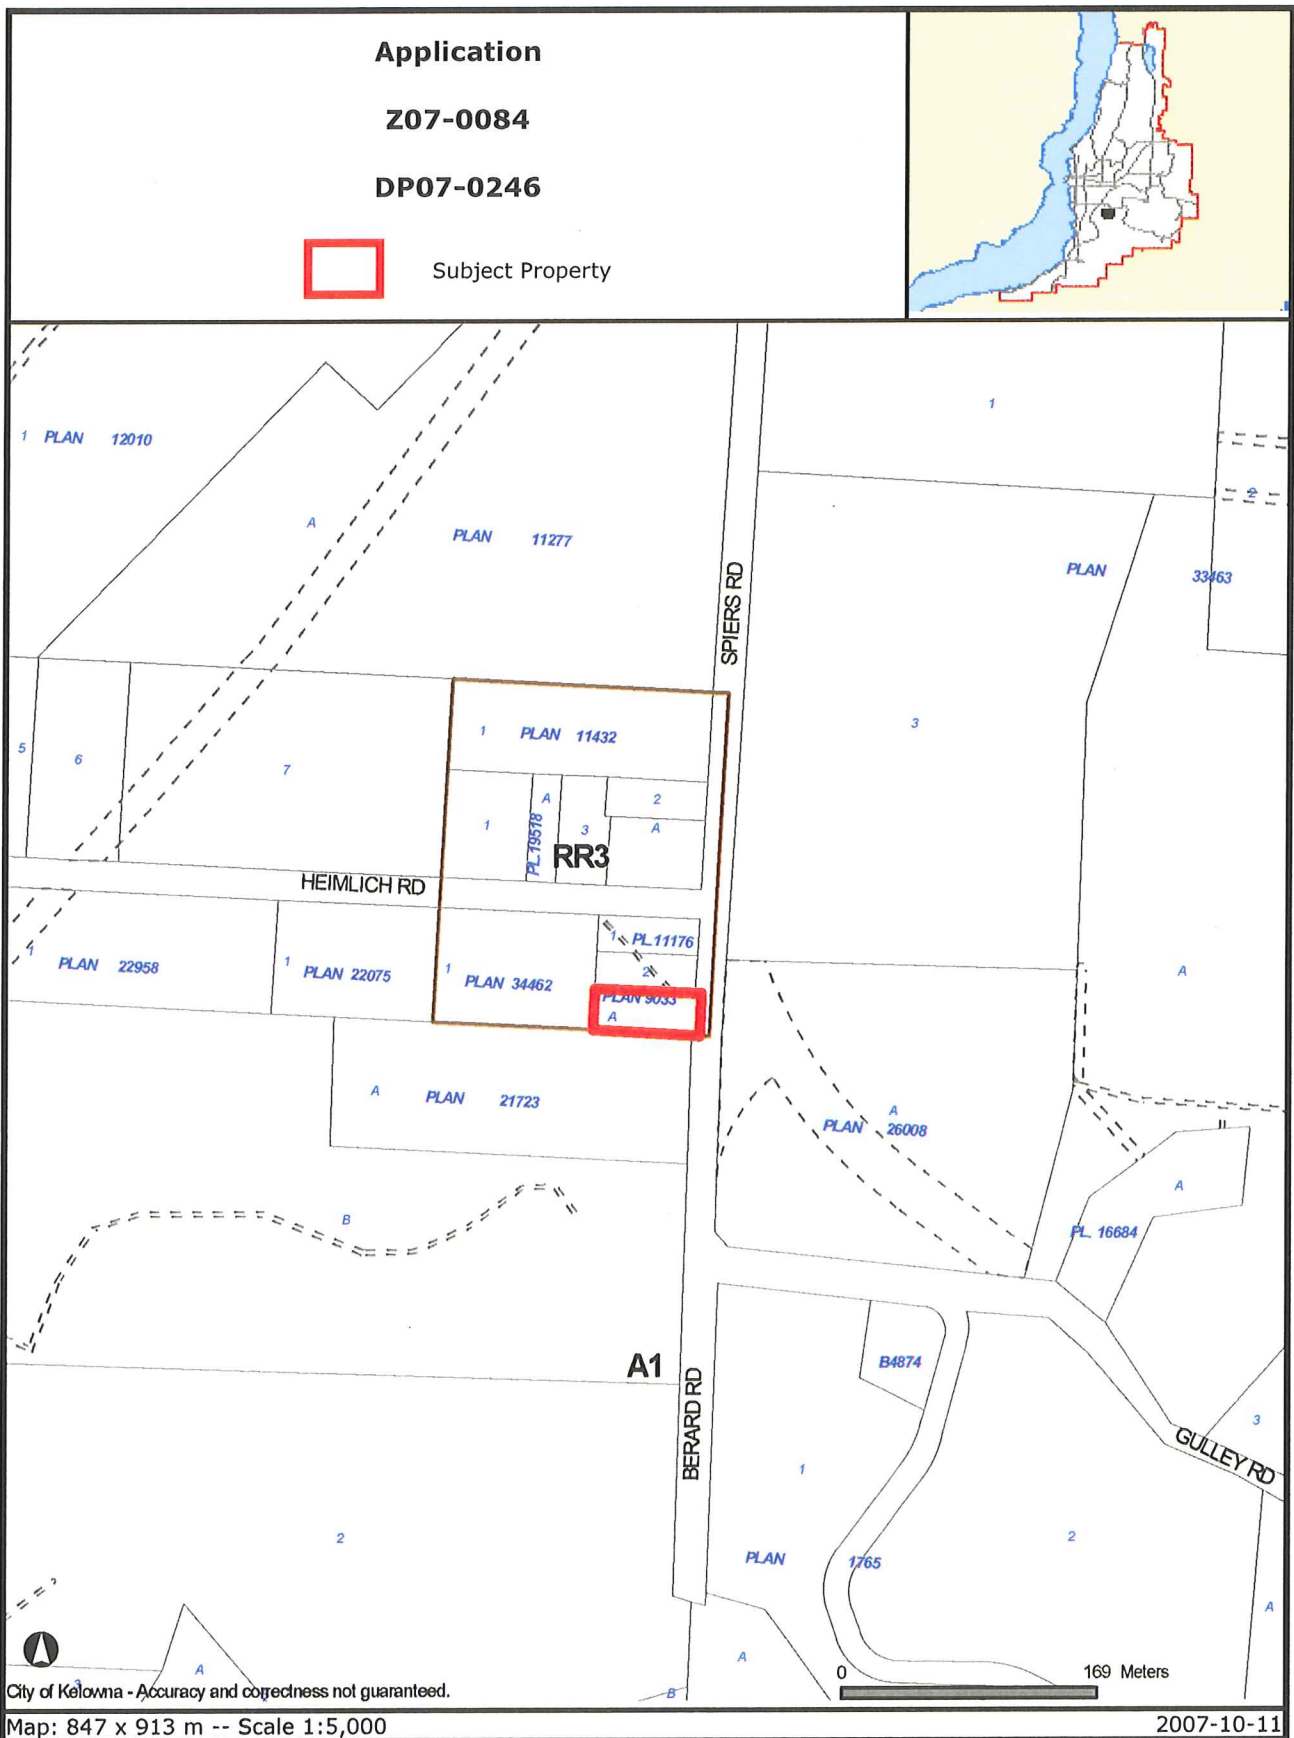 Application
Z07-0084
DP07-0246
Subject Property
1
1 PLAN 12010
2
A
PLAN 11277
PLAN 33463
SPIERS RD
3
1 PLAN 11432
5
6
7
A
2
1
PL.19518
3
A
RR3
HEIMLICH RD
1 PL.11176
1 PLAN 22958
1 PLAN 22075
1 PLAN 34462
2
A
PLAN 9033
A
A PLAN 21723
A
PLAN 26008
A
B
PL. 16684
A1
B4874
BERARD RD
3
GULLEY RD
1
2
2
PLAN 1765
A
A
A
3
B
0 169 Meters
City of Kelowna - Accuracy and correctness not guaranteed.
Map: 847 x 913 m -- Scale 1:5,000
2007-10-11